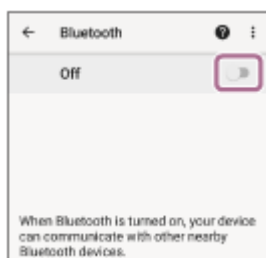 Bluetooth
Off
When Bluetooth is turned on, your device
can communicate with other nearby
Bluetooth devices.